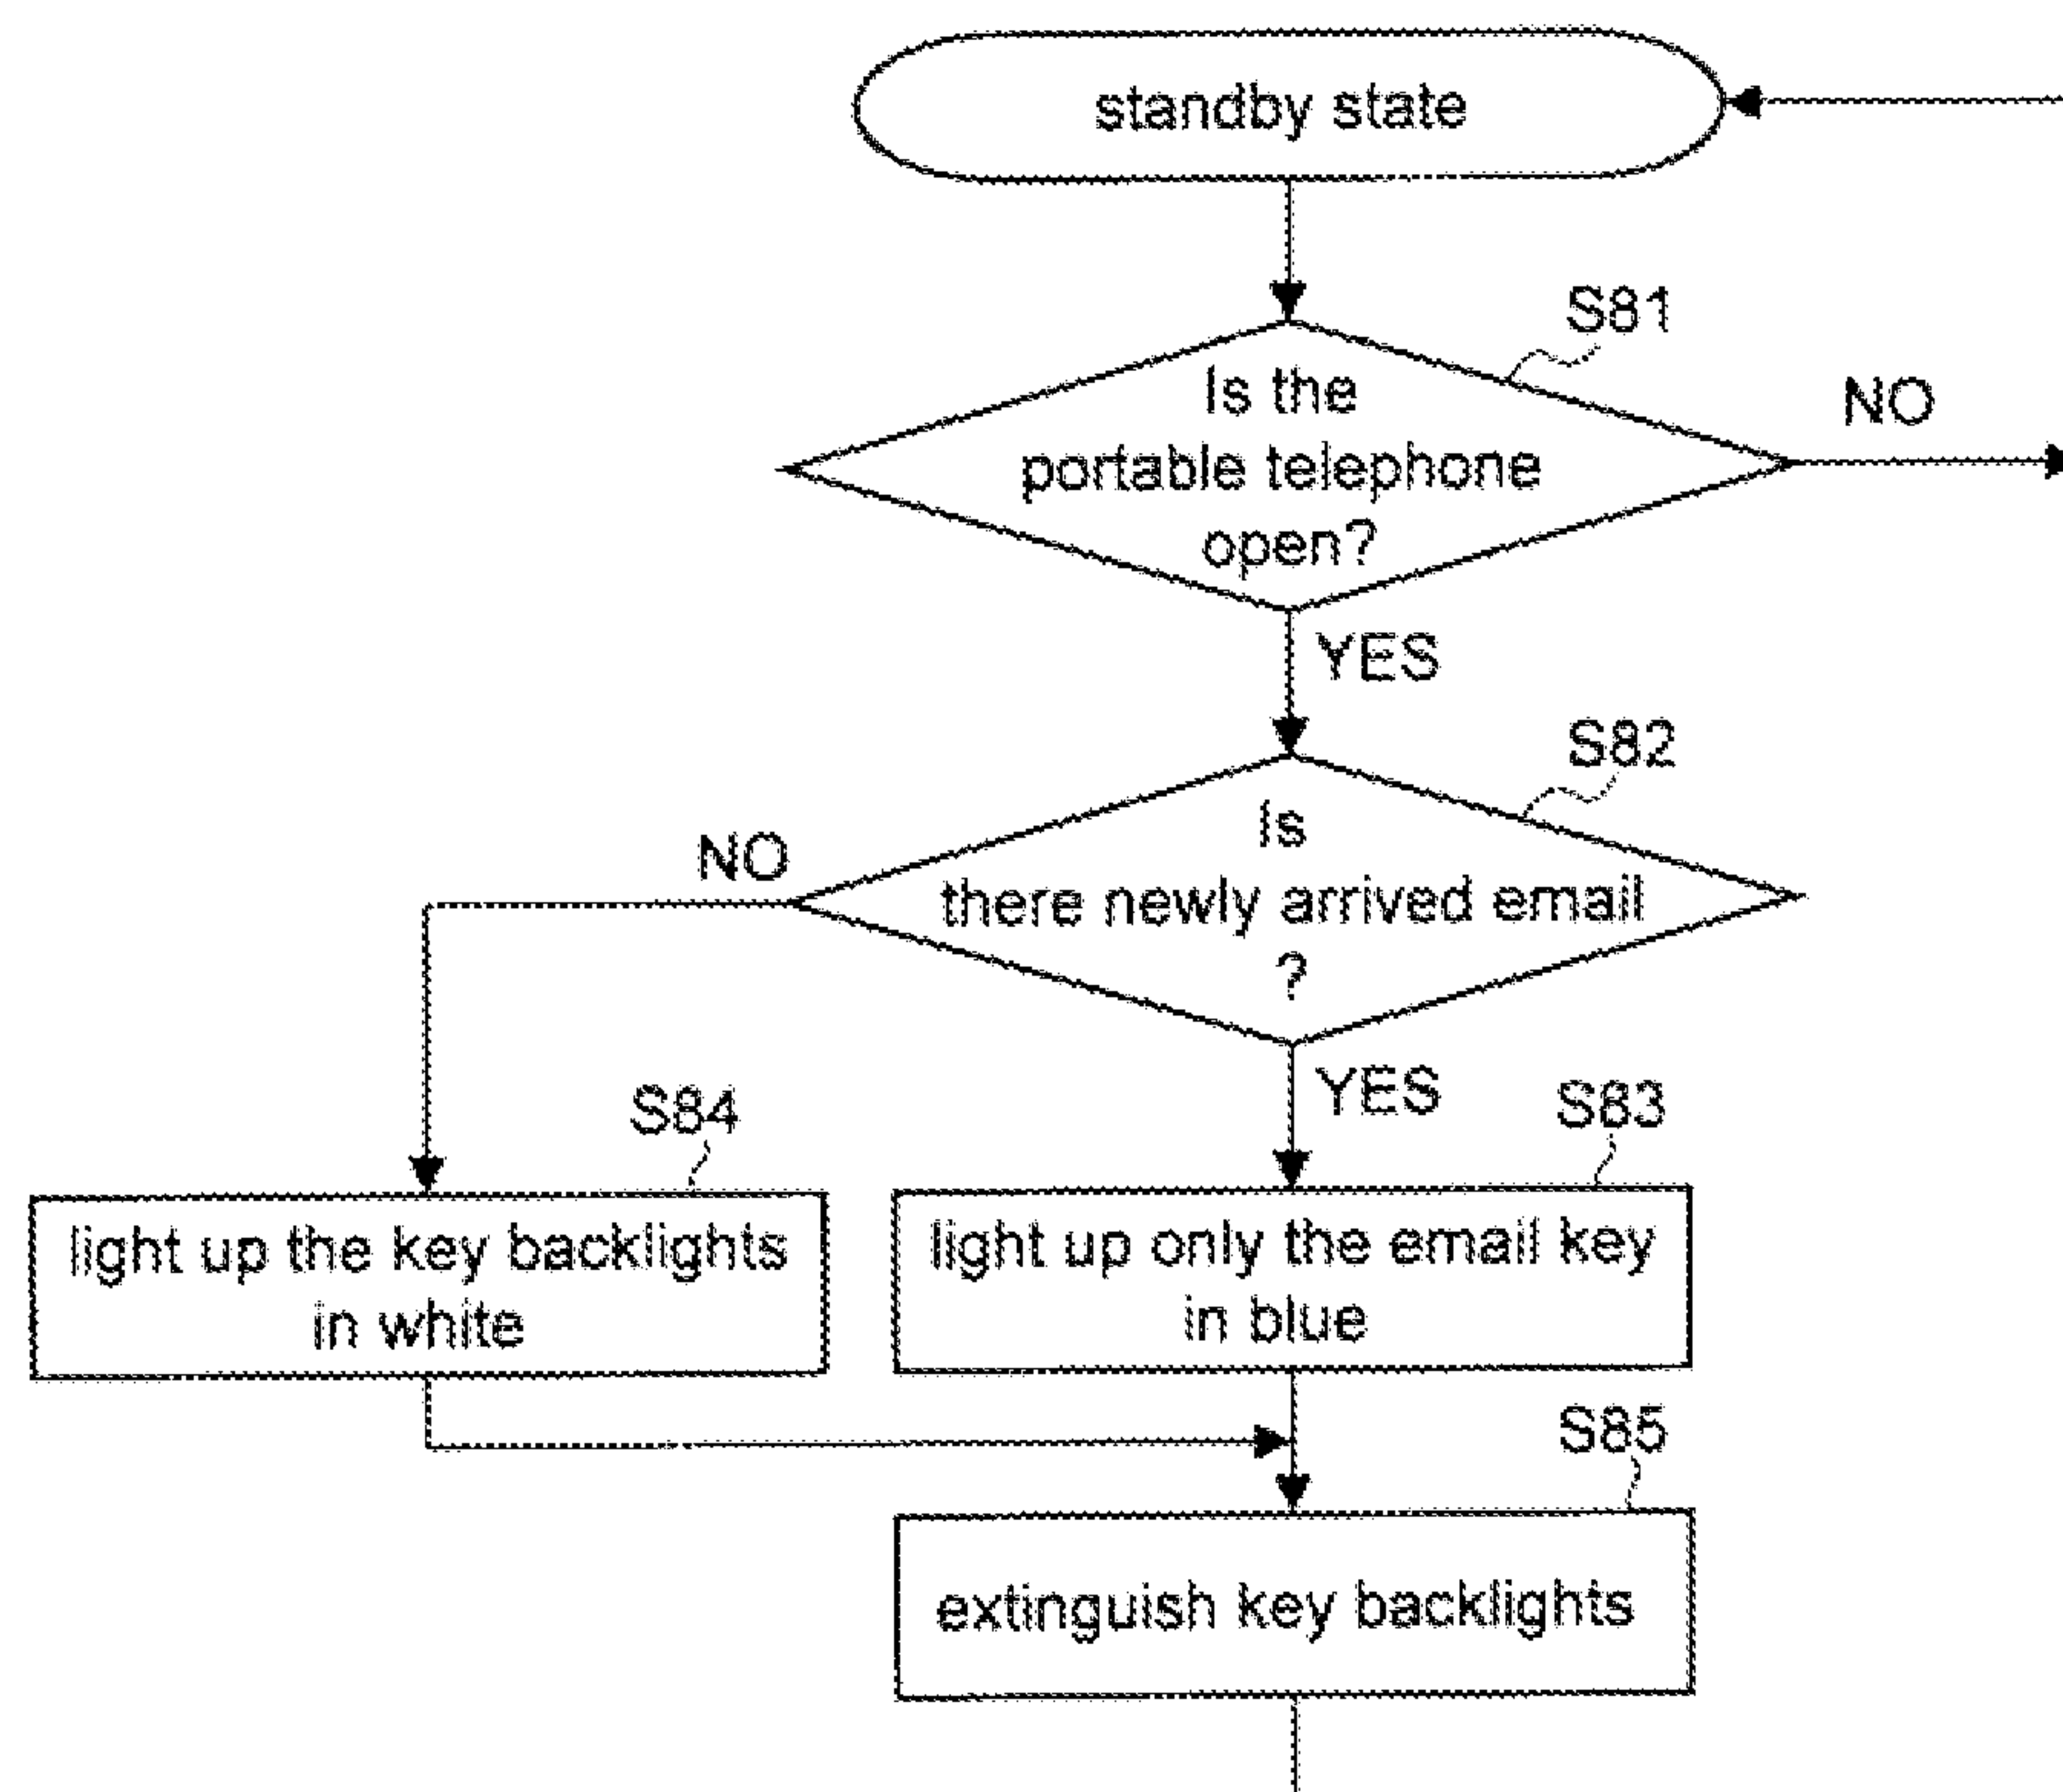 standby state
S81
Is the
portable telephone
open?
NO
YES
S82
Is
there newly arrived email
?
NO
YES
S84
S83
light up the key backlights
in white
light up only the email key
in blue
S85
extinguish key backlights